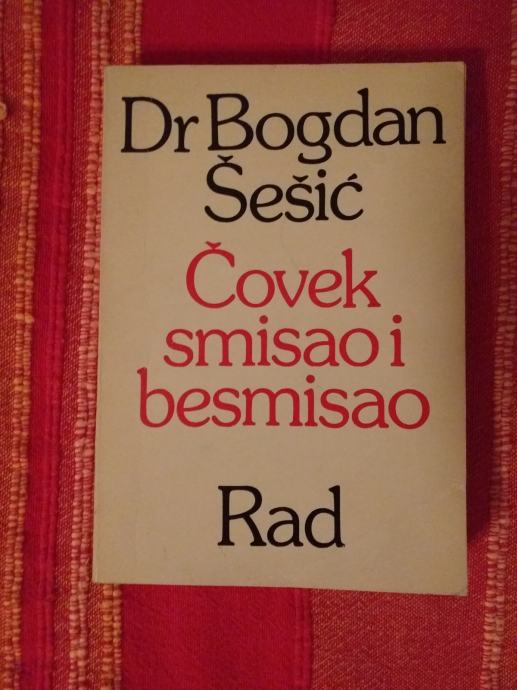 Dr Bogdan
Šešić
Čovek
smisao i
besmisao
Rad